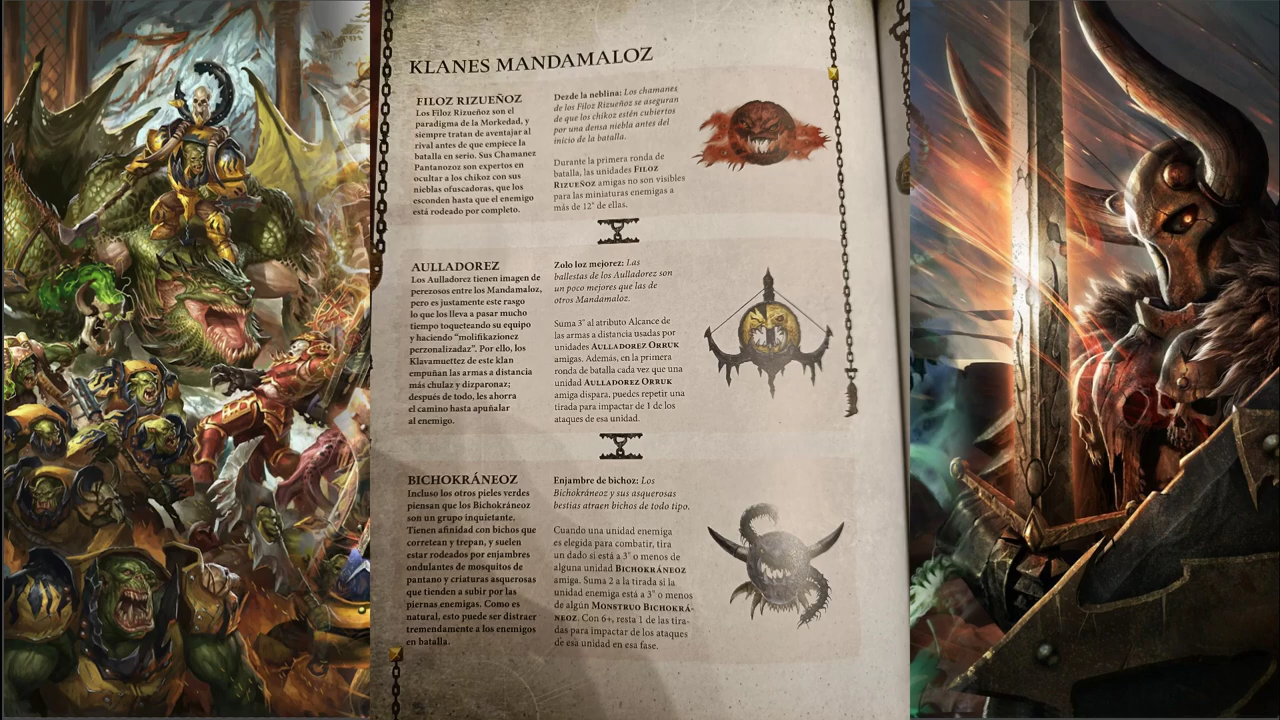 KLANES MANDAMALOZ
FILOZ RIZUEÑOZ
Los Filoz Rizueñoz son el
paradigma de la Morkedad, y
siempre tratan de aventajar al
rival antes de que empiece la
batalla en serio. Sus Chamanez
Pantanozoz son expertos en
ocultar a los chikoz con sus
nieblas ofuscadoras, que los
esconden hasta que el enemigo
está rodeado por completo.
Dezde la neblina: Los chamanes
de los Filoz Rizueñoz se aseguran
de que los chikoz estén cubiertos
por una densa niebla antes del
inicio de la batalla.
Durante la primera ronda de
batalla, las unidades FILOZ
RIZUEÑOZ amigas no son visibles
para las miniaturas enemigas a
más de 12" de ellas.
AULLADOREZ
Los Aulladorez tienen imagen de
perezosos entre los Mandamaloz,
pero es justamente este rasgo
lo que los lleva a pasar mucho
tiempo toqueteando su equipo
y haciendo “molifikazionez
perzonalizadaz”. Por ello, los
Klavamuettez de este klan
empuñan las armas a distancia
más chulaz y dizparonaz;
después de todo, les ahorra
el camino hasta apuñalar
al enemigo.
Zolo loz mejorez: Las
ballestas de los Aulladorez son
un poco mejores que las de
otros Mandamaloz.
Suma 3" al atributo Alcance de
las armas a distancia usadas por
unidades AULLADOREZ ORRUK
amigas. Además, en la primera
ronda de batalla cada vez que una
unidad AULLADOREZ ORRUK
amiga dispara, puedes repetir una
tirada para impactar de 1 de los
ataques de esa unidad.
BICHOKRÁNEOZ
Incluso los otros pieles verdes
piensan que los Bichokráneoz
son un grupo inquietante.
Tienen afinidad con bichos que
corretean y trepan, y suelen
estar rodeados por enjambres
ondulantes de mosquitos de
pantano y criaturas asquerosas
que tienden a subir por las
piernas enemigas. Como es
natural, esto puede ser distraer
tremendamente a los enemigos
en batalla.
Enjambre de bichoz: Los
Bichokráneoz y sus asquerosas
bestias atraen bichos de todo tipo.
Cuando una unidad enemiga
es elegida para combatir, tira
un dado si está a 3" o menos de
alguna unidad BICHOKRÁNEOZ
amiga. Suma 2 a la tirada si la
unidad enemiga está a 3" o menos
de algún MONSTRUO BICHOKRÁ-
NEOZ. Con 6+, resta 1 de las tira-
das para impactar de los ataques
de esa unidad en esa fase.